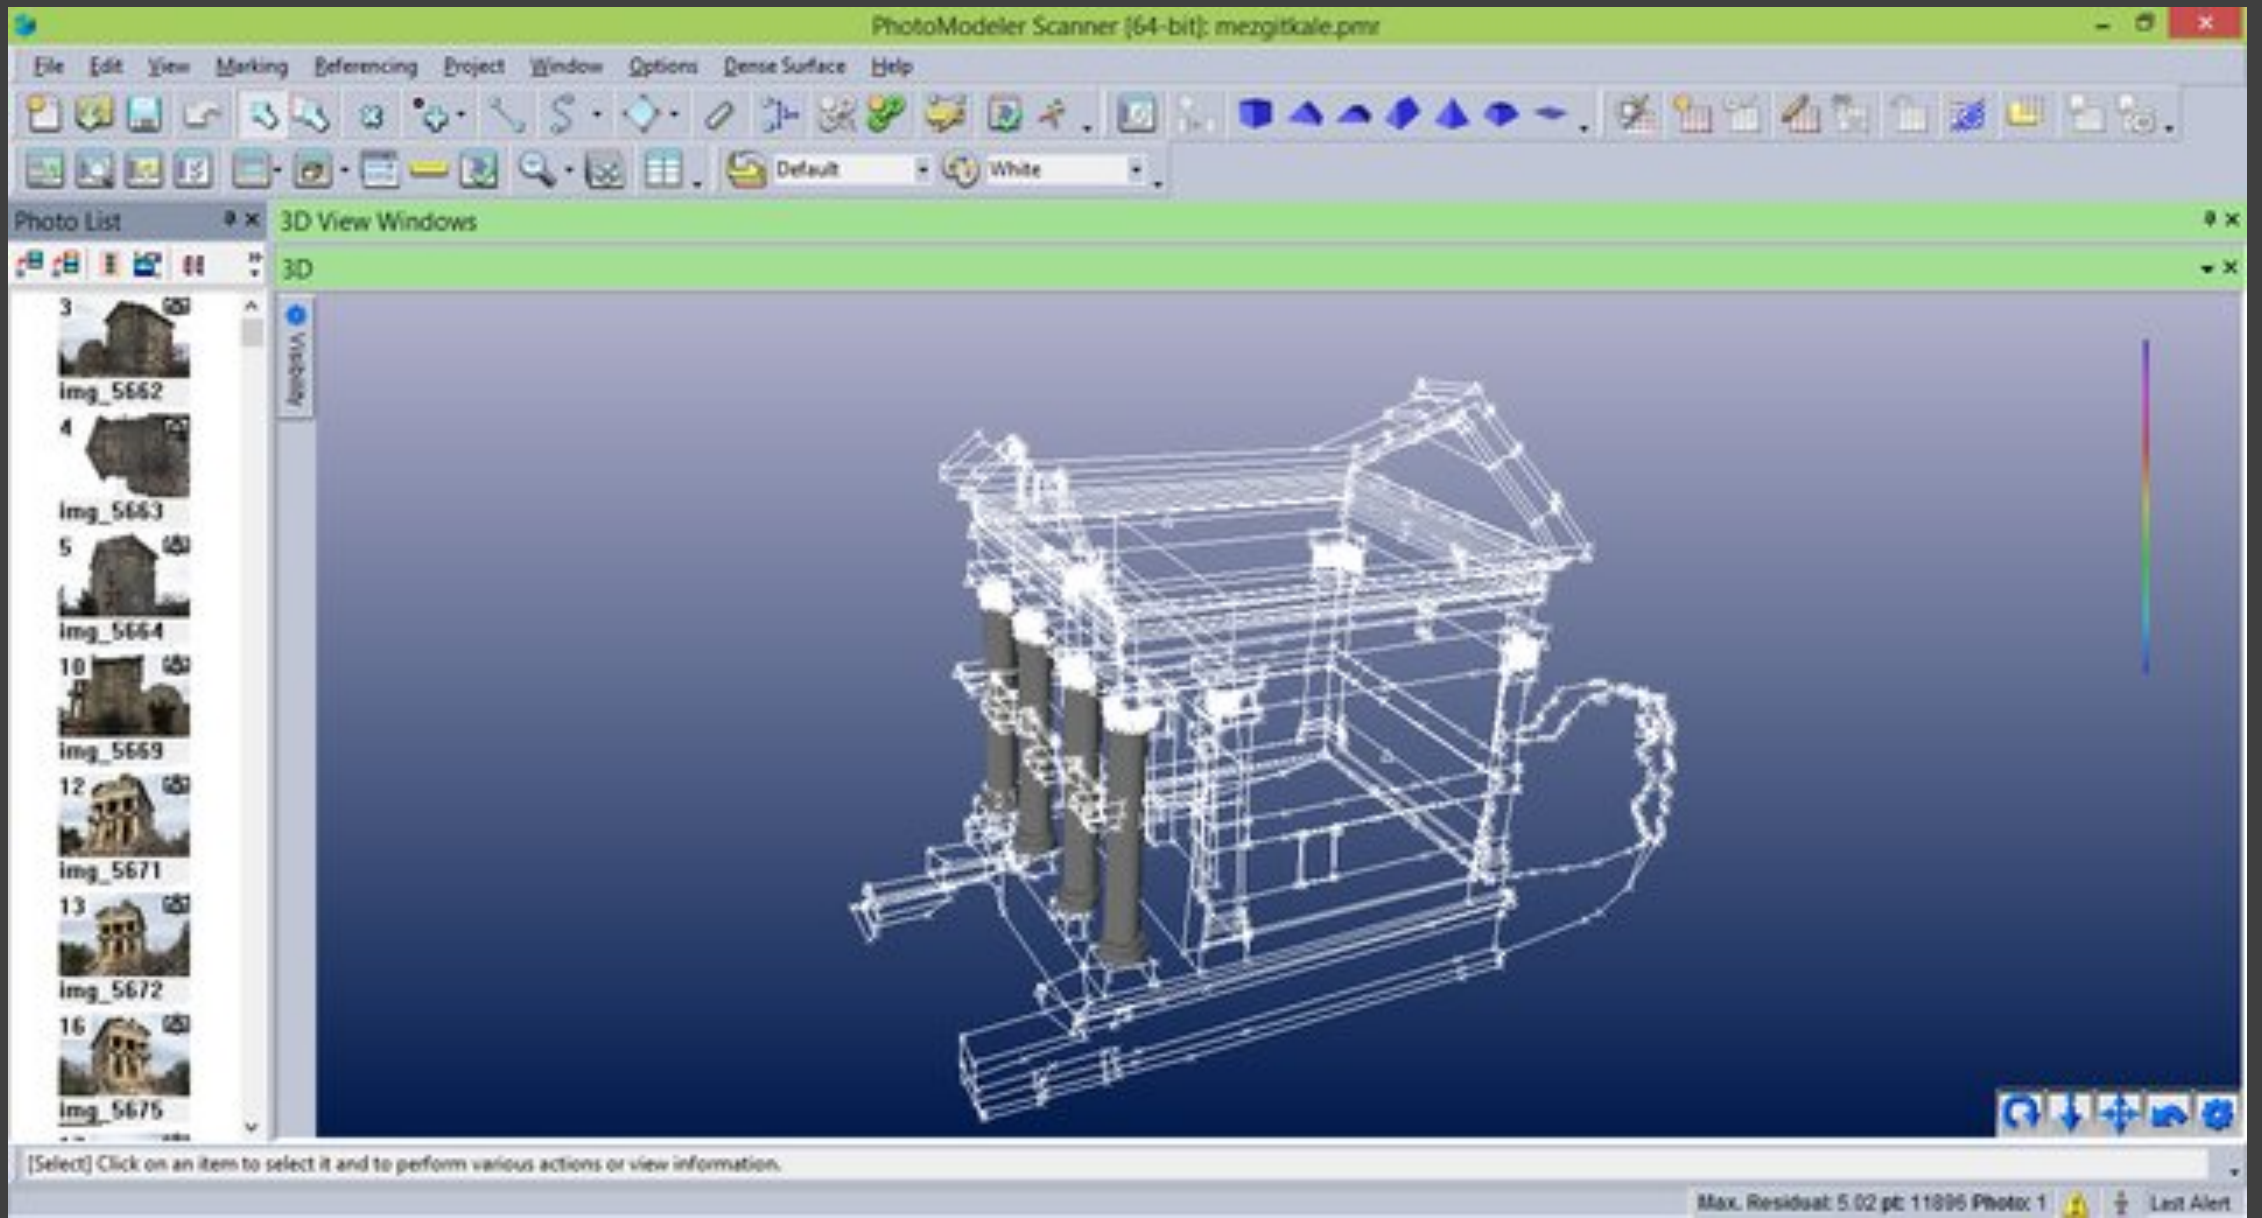 PhotoModeler Scanner [64-bit]: mezgitkale.pmr
File Edit View Marking Referencing Project Window Options Dense Surface Help
Default White
Photo List
3D View Windows
3D
Visibility
3
img_5662
4
img_5663
5
img_5664
10
img_5669
12
img_5671
13
img_5672
16
img_5675
[Select] Click on an item to select it and to perform various actions or view information.
Max. Residual: 5.02 pt: 11895 Photo: 1 Last Alert